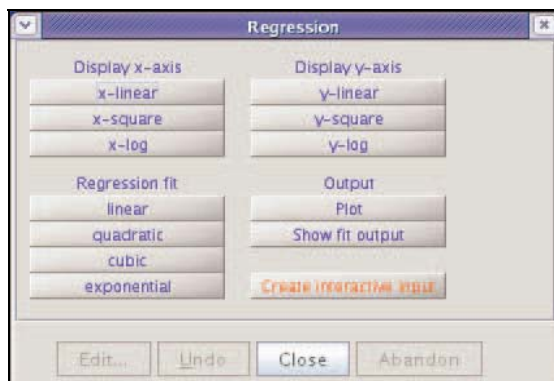 Regression
Display x-axis
x-linear
x-square
x-log
Display y-axis
y-linear
y-square
y-log
Regression fit
linear
quadratic
cubic
exponential
Output
Plot
Show fit output
Create interactive input
Edit...
Undo
Close
Abandon